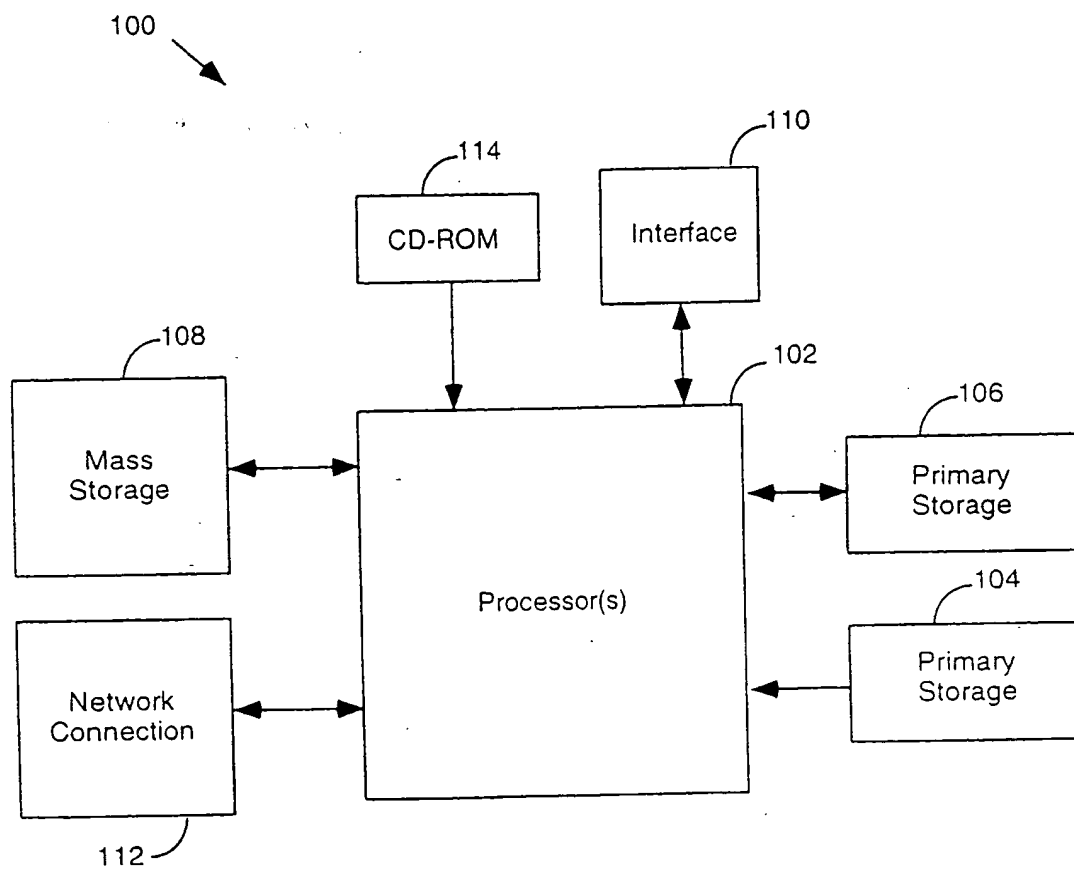 100
114
CD-ROM
110
Interface
108
Mass
Storage
102
Processor(s)
106
Primary
Storage
104
Primary
Storage
Network
Connection
112